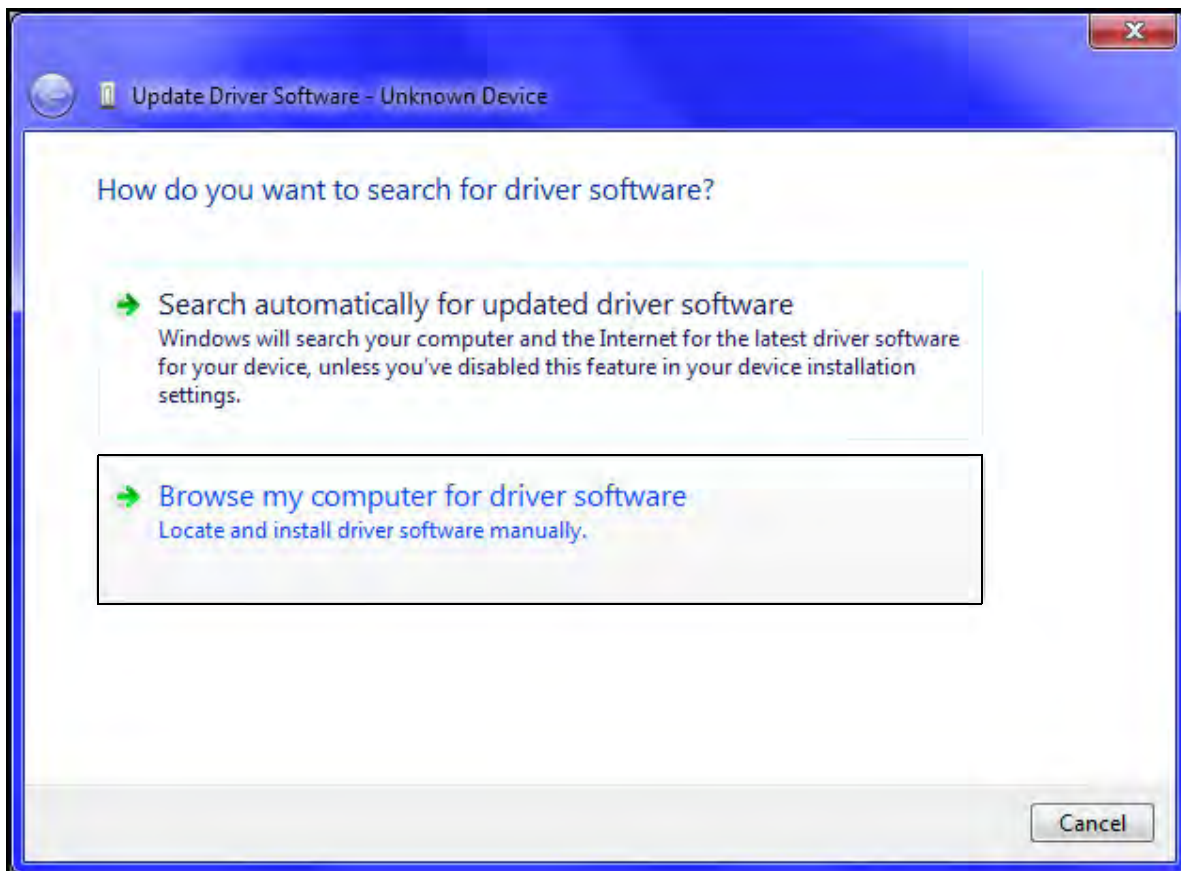 Update Driver Software - Unknown Device
How do you want to search for driver software?
Search automatically for updated driver software
Windows will search your computer and the Internet for the latest driver software
for your device, unless you've disabled this feature in your device installation
settings.
Browse my computer for driver software
Locate and install driver software manually.
Cancel